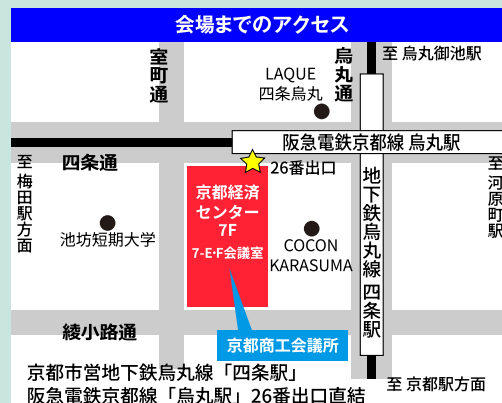 会場までのアクセス
室町通
烏丸通
至 烏丸御池駅
LAQUE
四条烏丸
阪急電鉄京都線 烏丸駅
至 梅田駅方面
四条通
26番出口
至 河原町駅
京都経済
センター
7F
7-E・F会議室
地下鉄烏丸線 四条駅
池坊短期大学
COCON
KARASUMA
綾小路通
京都商工会議所
京都市営地下鉄烏丸線「四条駅」
至 京都駅方面
阪急電鉄京都線「烏丸駅」26番出口直結